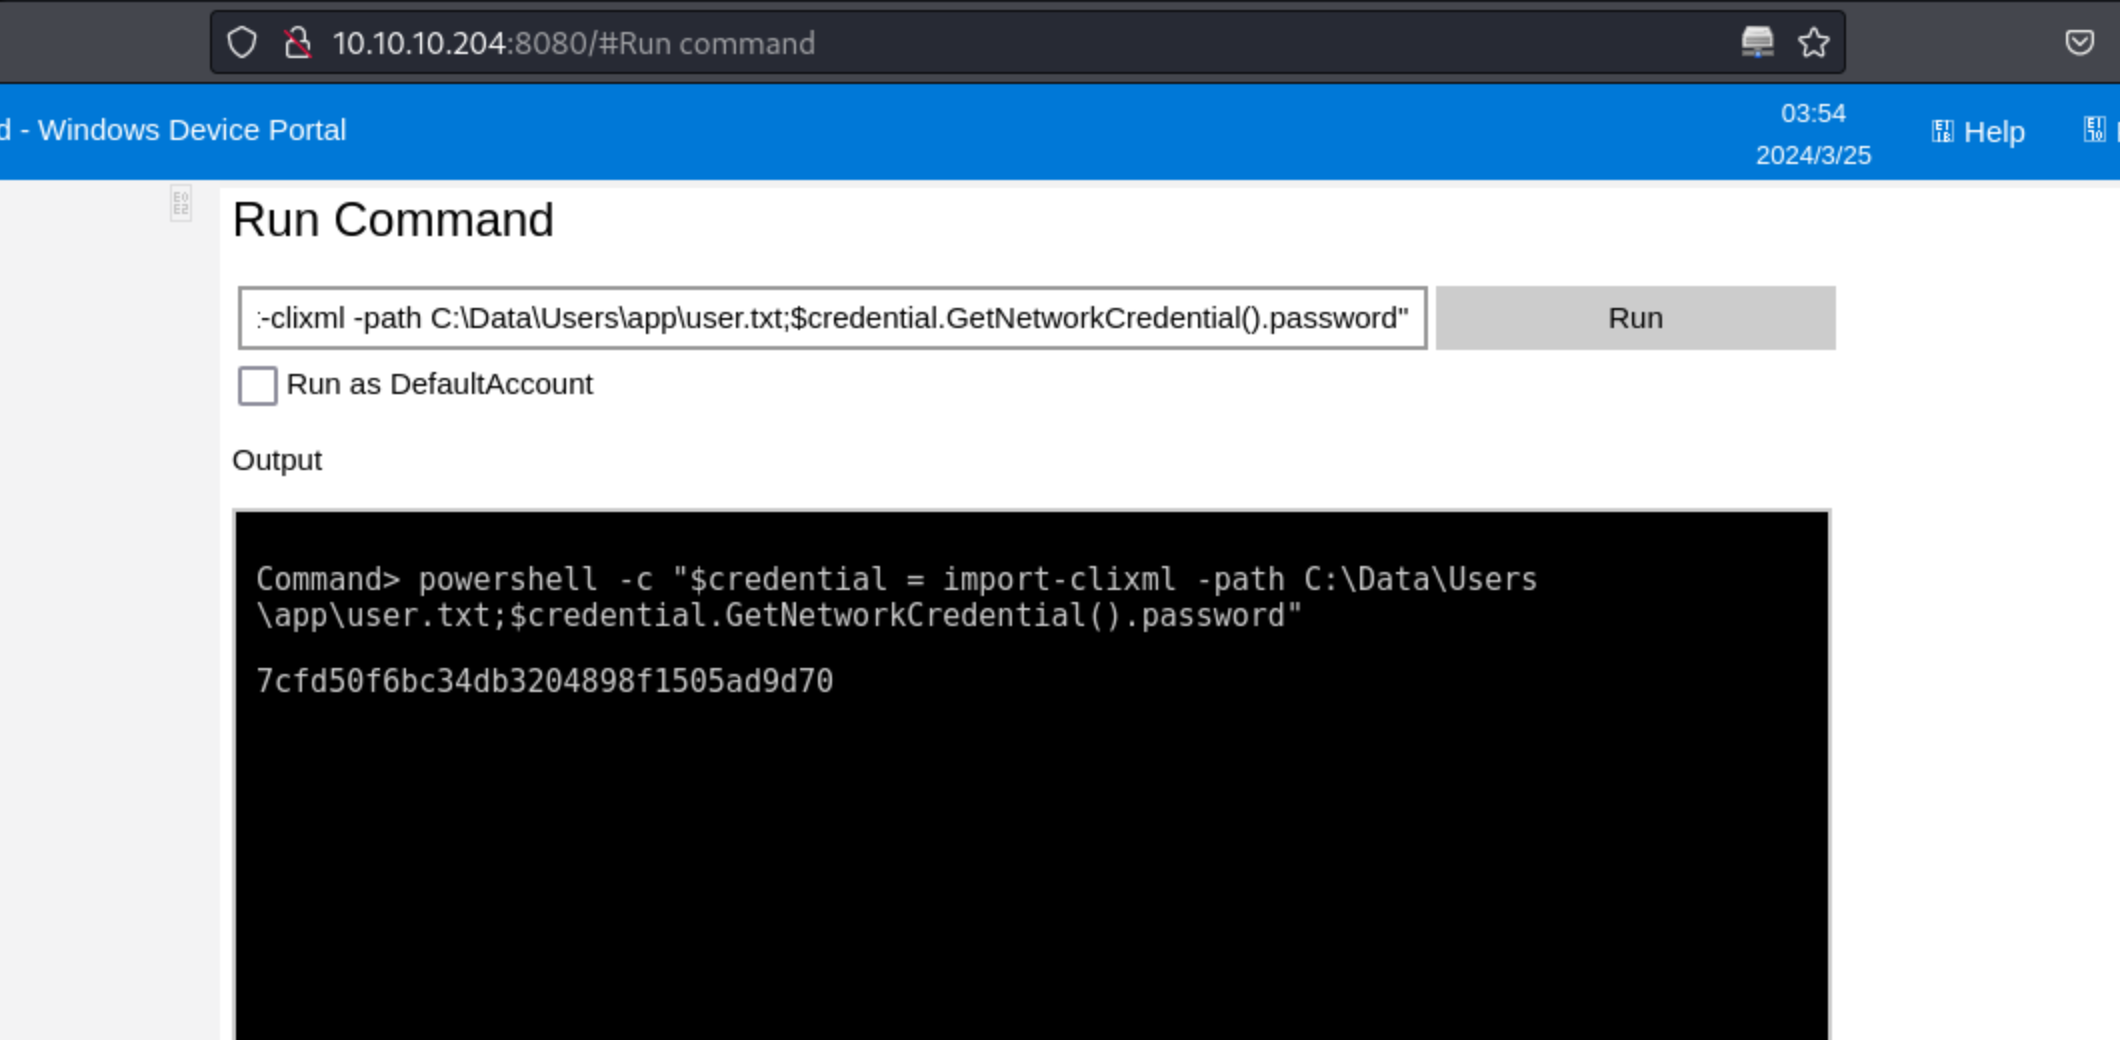 10.10.10.204:8080/#Run command
d - Windows Device Portal
03:54
2024/3/25
Help
Run Command
-clixml -path C:\Data\Users\app\user.txt;$credential.GetNetworkCredential().password"
Run
Run as DefaultAccount
Output
Command> powershell -c "$credential = import-clixml -path C:\Data\Users
\app\user.txt;$credential.GetNetworkCredential().password"
7cfd50f6bc34db3204898f1505ad9d70